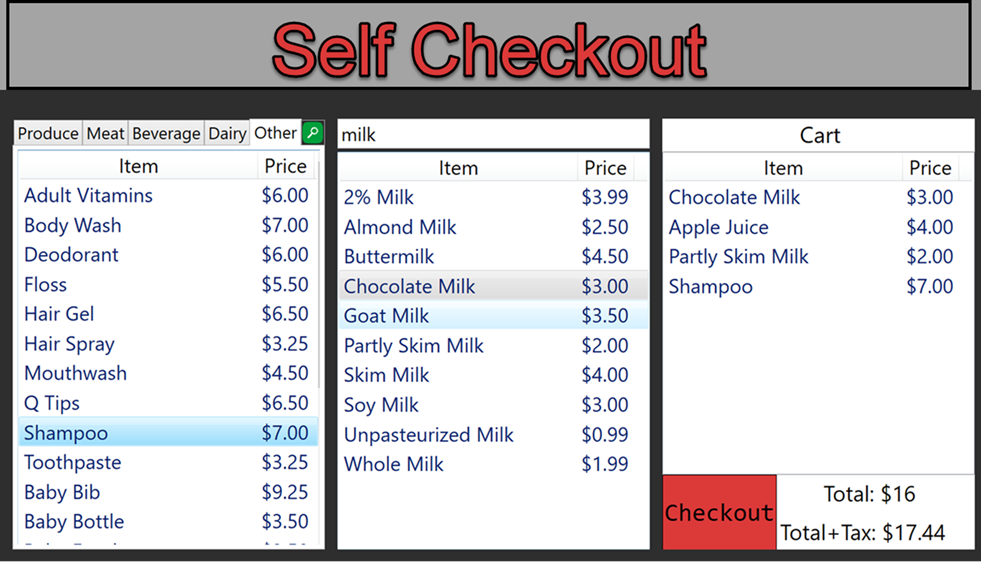 Self Checkout
Produce Meat Beverage Dairy Other
Item Price
Adult Vitamins $6.00
Body Wash $7.00
Deodorant $6.00
Floss $5.50
Hair Gel $6.50
Hair Spray $3.25
Mouthwash $4.50
Q Tips $6.50
Shampoo $7.00
Toothpaste $3.25
Baby Bib $9.25
Baby Bottle $3.50
milk
Item Price
2% Milk $3.99
Almond Milk $2.50
Buttermilk $4.50
Chocolate Milk $3.00
Goat Milk $3.50
Partly Skim Milk $2.00
Skim Milk $4.00
Soy Milk $3.00
Unpasteurized Milk $0.99
Whole Milk $1.99
Cart
Item Price
Chocolate Milk $3.00
Apple Juice $4.00
Partly Skim Milk $2.00
Shampoo $7.00
Checkout
Total: $16
Total+Tax: $17.44